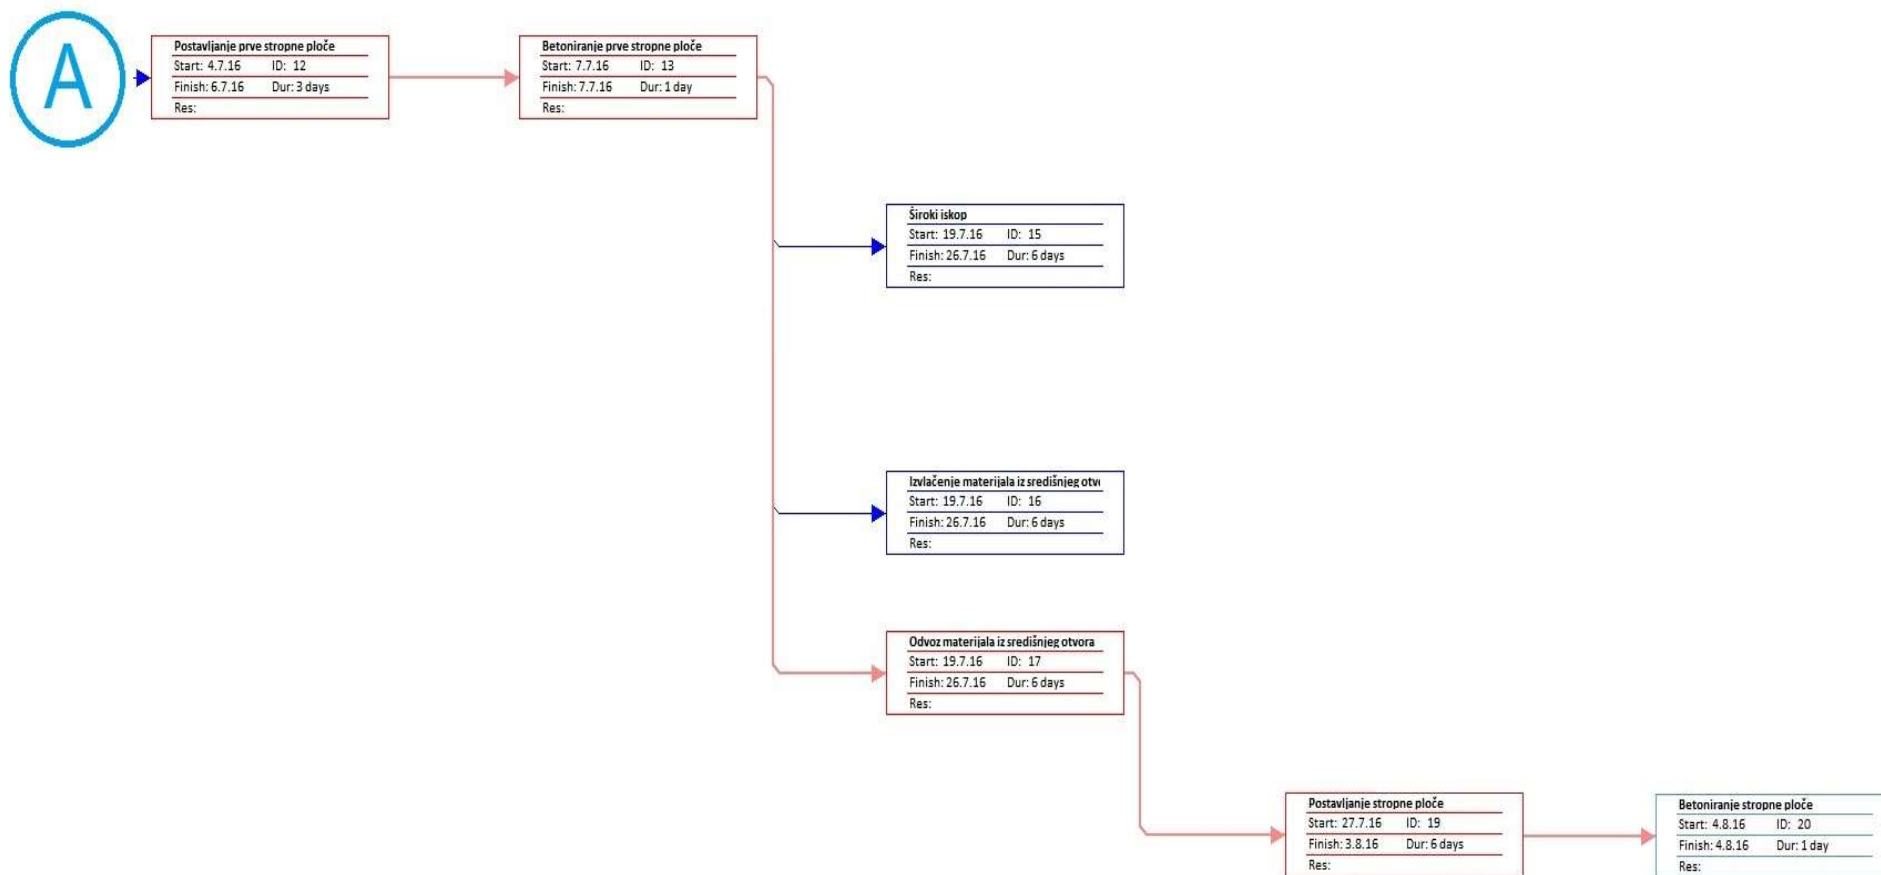 A
Postavljanje prve stropne ploče
Start: 4.7.16 ID: 12
Finish: 6.7.16 Dur: 3 days
Res:
Betoniranje prve stropne ploče
Start: 7.7.16 ID: 13
Finish: 7.7.16 Dur: 1 day
Res:
Široki iskop
Start: 19.7.16 ID: 15
Finish: 26.7.16 Dur: 6 days
Res:
Izvlačenje materijala iz središnjeg otv
Start: 19.7.16 ID: 16
Finish: 26.7.16 Dur: 6 days
Res:
Odvoz materijala iz središnjeg otvora
Start: 19.7.16 ID: 17
Finish: 26.7.16 Dur: 6 days
Res:
Postavljanje stropne ploče
Start: 27.7.16 ID: 19
Finish: 3.8.16 Dur: 6 days
Res:
Betoniranje stropne ploče
Start: 4.8.16 ID: 20
Finish: 4.8.16 Dur: 1 day
Res: